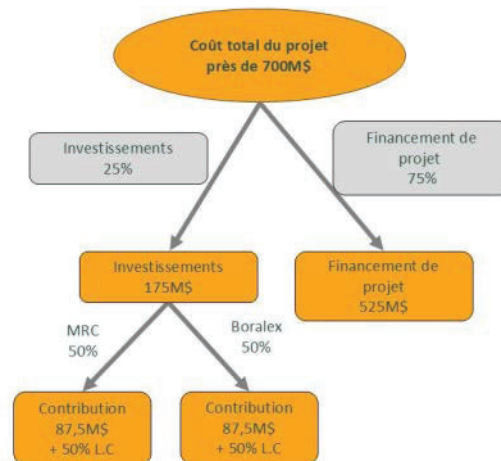 Coût total du projet
près de 700M$
Investissements
25%
Financement de
projet
75%
Investissements
175M$
Financement de
projet
525M$
MRC
50%
Boralex
50%
Contribution
87,5M$
+ 50% L.C
Contribution
87,5M$
+ 50% L.C